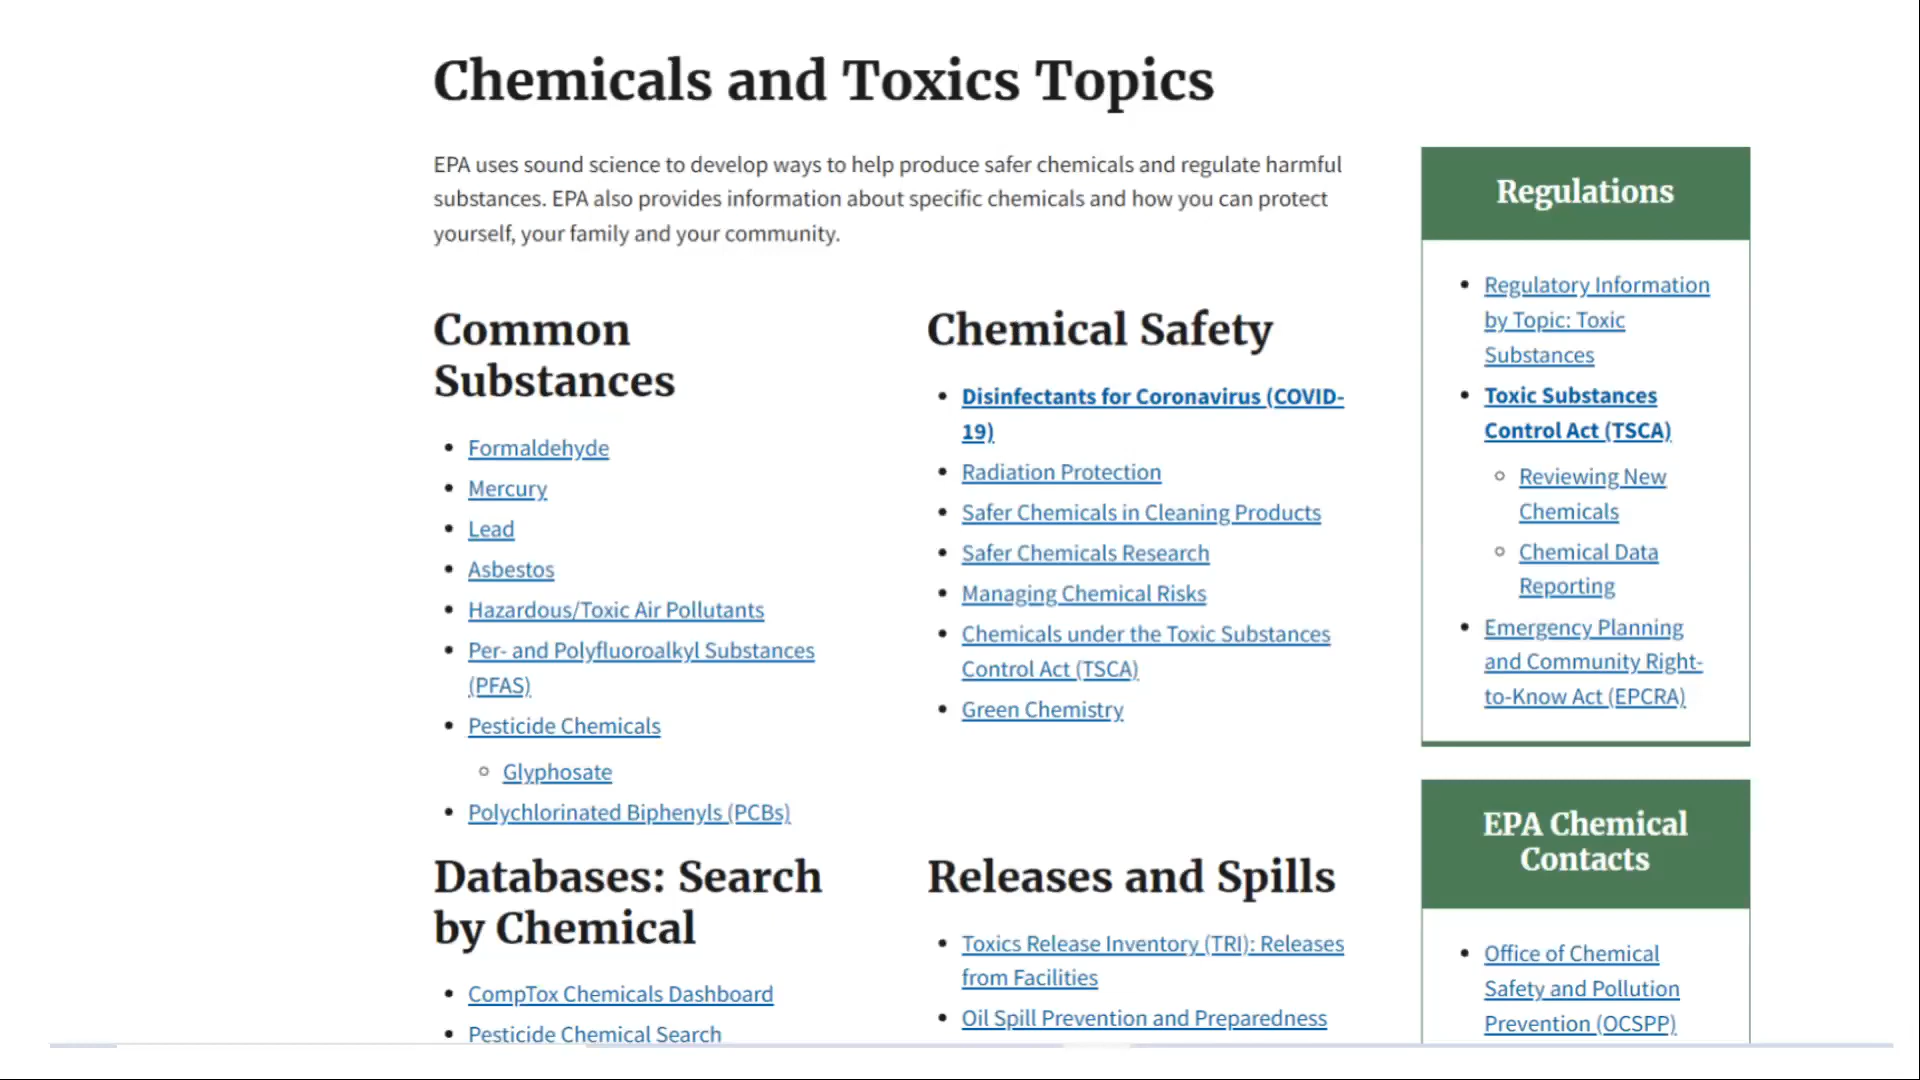 Chemicals and Toxics Topics
EPA uses sound science to develop ways to help produce safer chemicals and regulate harmful
substances. EPA also provides information about specific chemicals and how you can protect
yourself, your family and your community.
Common
Substances
Formaldehyde
Mercury
Lead
Asbestos
Hazardous/Toxic Air Pollutants
Per- and Polyfluoroalkyl Substances
(PFAS)
Pesticide Chemicals
Glyphosate
Polychlorinated Biphenyls (PCBs)
Chemical Safety
Disinfectants for Coronavirus (COVID-
19)
Radiation Protection
Safer Chemicals in Cleaning Products
Safer Chemicals Research
Managing Chemical Risks
Chemicals under the Toxic Substances
Control Act (TSCA)
Green Chemistry
Databases: Search
by Chemical
CompTox Chemicals Dashboard
Pesticide Chemical Search
Releases and Spills
Toxics Release Inventory (TRI): Releases
from Facilities
Oil Spill Prevention and Preparedness
Regulations
Regulatory Information
by Topic: Toxic
Substances
Toxic Substances
Control Act (TSCA)
Reviewing New
Chemicals
Chemical Data
Reporting
Emergency Planning
and Community Right-
to-Know Act (EPCRA)
EPA Chemical
Contacts
Office of Chemical
Safety and Pollution
Prevention (OCSPP)